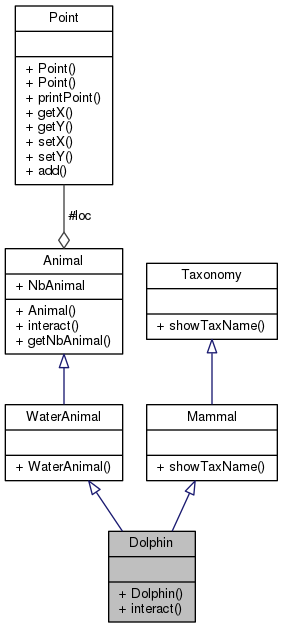 Point
+ Point()
+ Point()
+ printPoint()
+ getX()
+ getY()
+ setX()
+ setY()
+ add()
#loc
Animal
+ NbAnimal
+ Animal()
+ interact()
+ getNbAnimal()
Taxonomy
+ showTaxName()
WaterAnimal
+ WaterAnimal()
Mammal
+ showTaxName()
Dolphin
+ Dolphin()
+ interact()